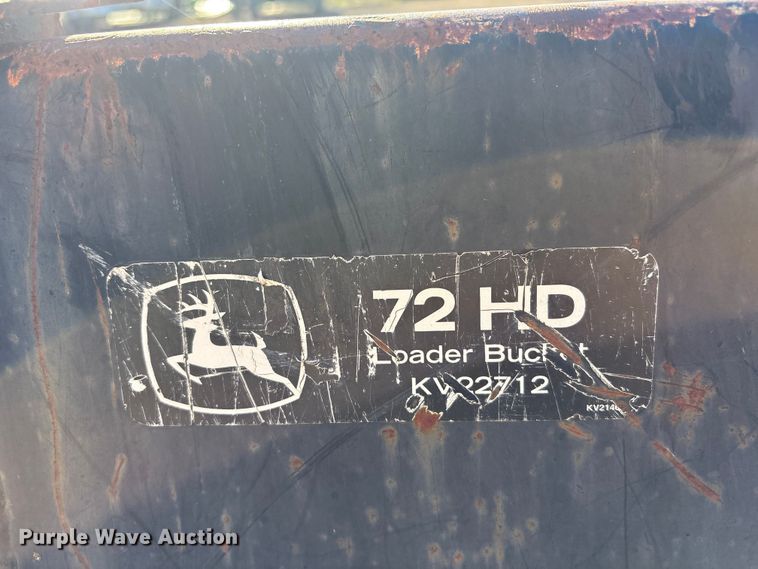 72 HD
Loader Bucket
KV22712
Purple Wave Auction